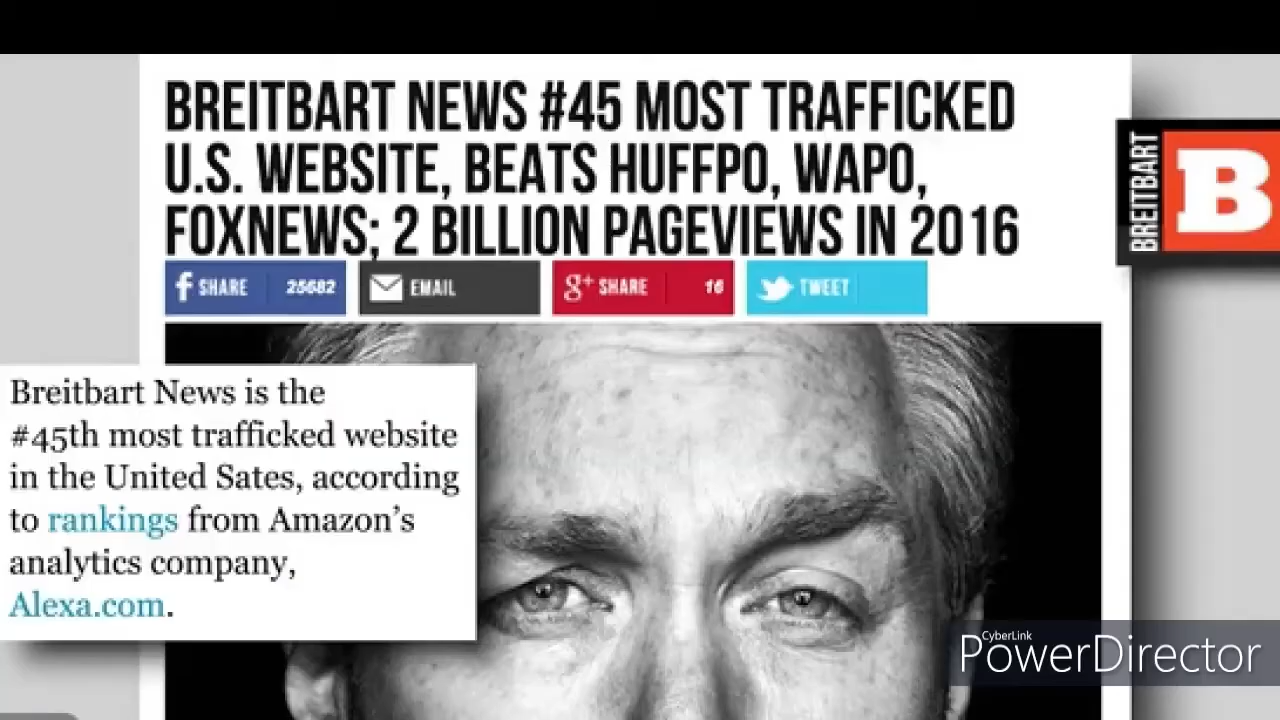 BREITBART NEWS #45 MOST TRAFFICKED
U.S. WEBSITE, BEATS HUFFPO, WAPO,
FOXNEWS; 2 BILLION PAGEVIEWS IN 2016
f SHARE 25682
EMAIL
g+ SHARE 16
TWEET
BREITBART B
Breitbart News is the
#45th most trafficked website
in the United Sates, according
to rankings from Amazon’s
analytics company,
Alexa.com.
CyberLink
PowerDirector